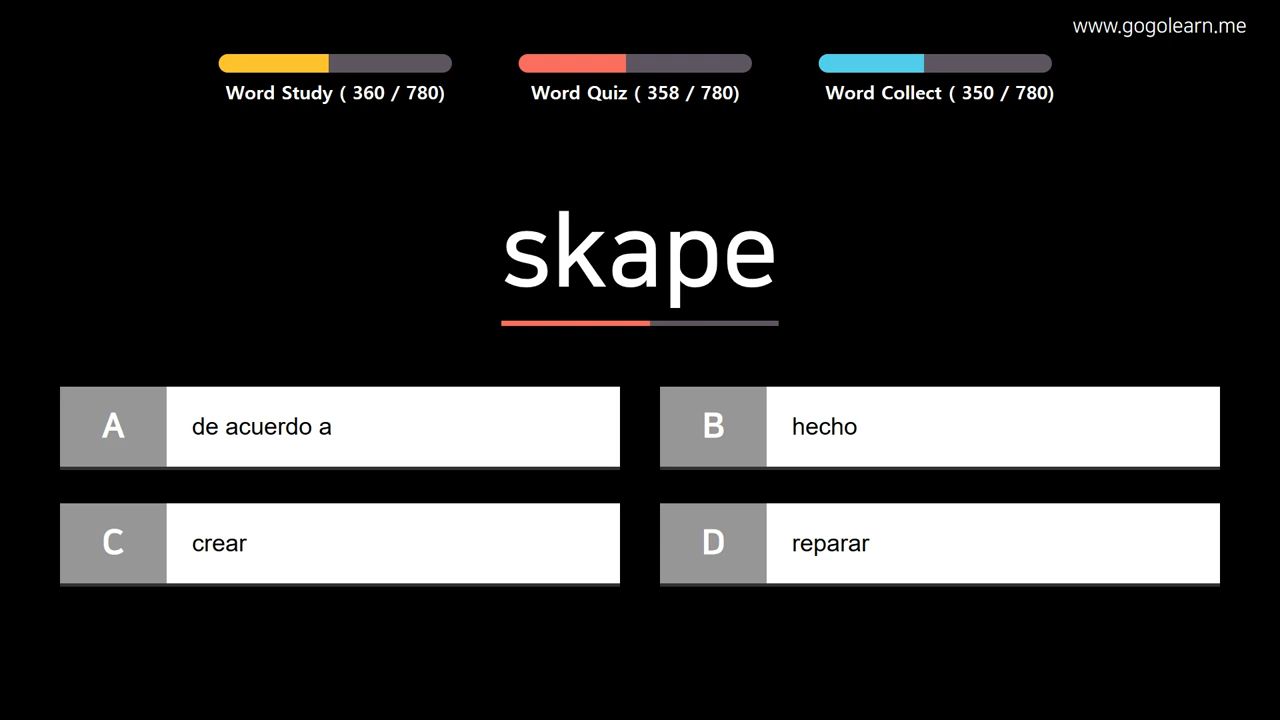 www.gogolearn.me
Word Study ( 360 / 780)
Word Quiz ( 358 / 780)
Word Collect ( 350 / 780)
skape
A de acuerdo a
B hecho
C crear
D reparar